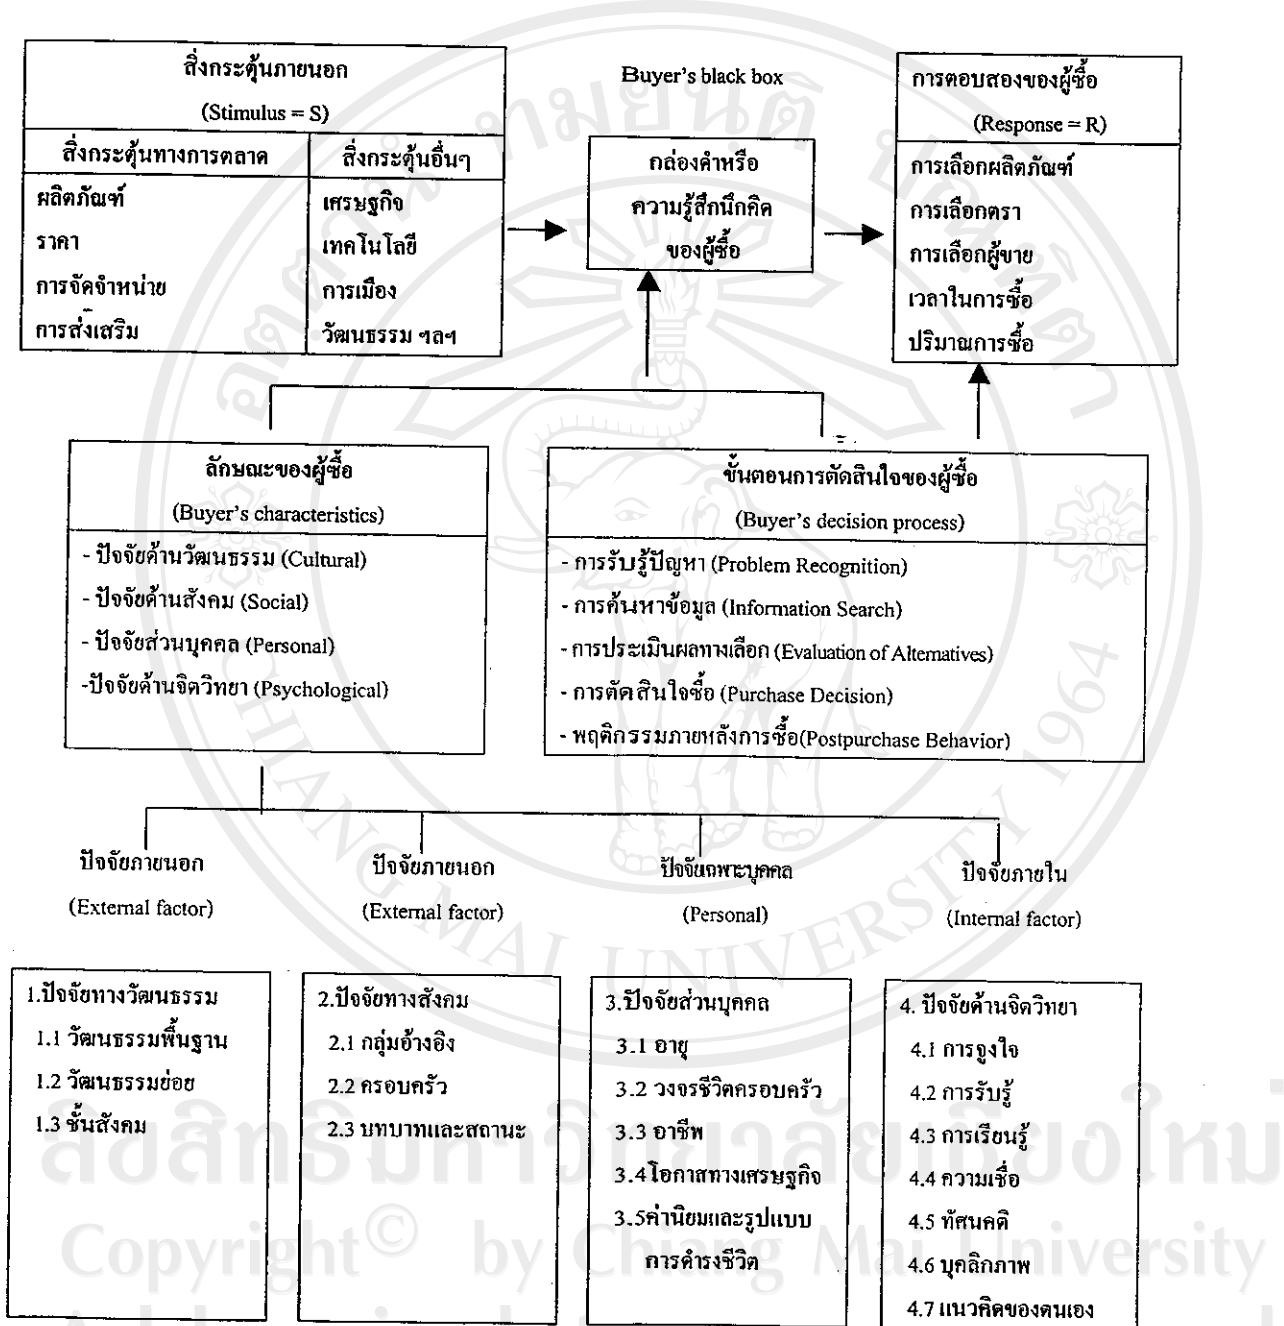 สิ่งกระตุ้นภายนอก
(Stimulus = S)
สิ่งกระตุ้นทางการตลาด
ผลิตภัณฑ์
ราคา
การจัดจำหน่าย
การส่งเสริม
สิ่งกระตุ้นอื่นๆ
เศรษฐกิจ
เทคโนโลยี
การเมือง
วัฒนธรรม ฯลฯ
Buyer's black box
กล่องดำหรือ
ความรู้สึกนึกคิด
ของผู้ซื้อ
การตอบสองของผู้ซื้อ
(Response = R)
การเลือกผลิตภัณฑ์
การเลือกตรา
การเลือกผู้ขาย
เวลาในการซื้อ
ปริมาณการซื้อ
ลักษณะของผู้ซื้อ
(Buyer's characteristics)
- ปัจจัยด้านวัฒนธรรม (Cultural)
- ปัจจัยด้านสังคม (Social)
- ปัจจัยส่วนบุคคล (Personal)
-ปัจจัยด้านจิตวิทยา (Psychological)
ขั้นตอนการตัดสินใจของผู้ซื้อ
(Buyer's decision process)
- การรับรู้ปัญหา (Problem Recognition)
- การค้นหาข้อมูล (Information Search)
- การประเมินผลทางเลือก (Evaluation of Alternatives)
- การตัดสินใจซื้อ (Purchase Decision)
- พฤติกรรมภายหลังการซื้อ(Postpurchase Behavior)
ปัจจัยภายนอก
(External factor)
ปัจจัยภายนอก
(External factor)
ปัจจัยเฉพาะบุคคล
(Personal)
ปัจจัยภายใน
(Internal factor)
1.ปัจจัยทางวัฒนธรรม
1.1 วัฒนธรรมพื้นฐาน
1.2 วัฒนธรรมย่อย
1.3 ชั้นสังคม
2.ปัจจัยทางสังคม
2.1 กลุ่มอ้างอิง
2.2 ครอบครัว
2.3 บทบาทและสถานะ
3.ปัจจัยส่วนบุคคล
3.1 อายุ
3.2 วงจรชีวิตครอบครัว
3.3 อาชีพ
3.4โอกาสทางเศรษฐกิจ
3.5ค่านิยมและรูปแบบ
การดำรงชีวิต
4. ปัจจัยด้านจิตวิทยา
4.1 การจูงใจ
4.2 การรับรู้
4.3 การเรียนรู้
4.4 ความเชื่อ
4.5 ทัศนคติ
4.6 บุคลิกภาพ
4.7 แนวคิดของตนเอง
CHIANG MAI UNIVERSITY 1964
ลิขสิทธิ์มหาวิทยาลัยเชียงใหม่
Copyright© by Chiang Mai University